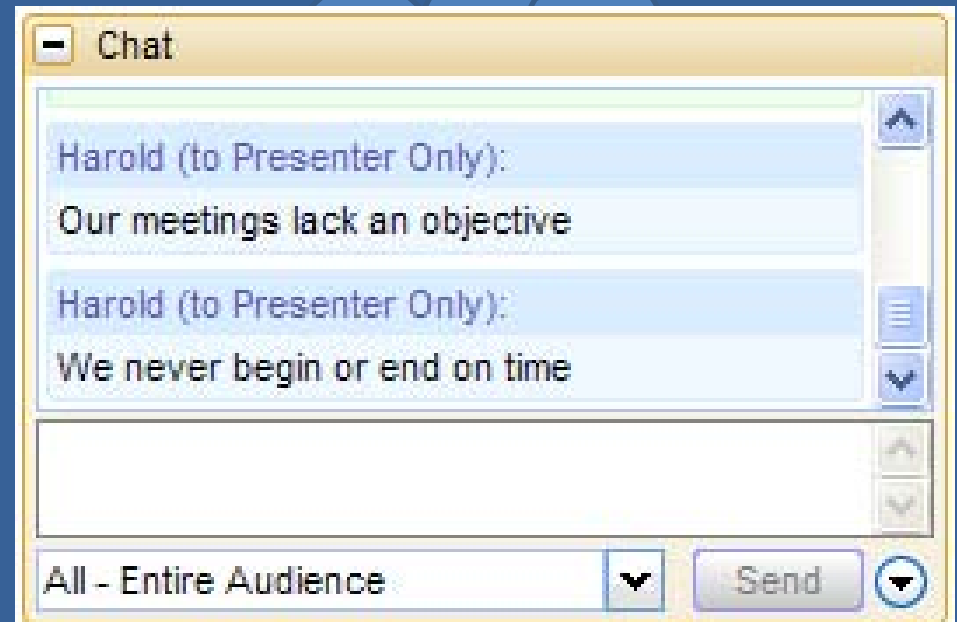 Chat
Harold (to Presenter Only):
Our meetings lack an objective
Harold (to Presenter Only):
We never begin or end on time
All - Entire Audience
Send